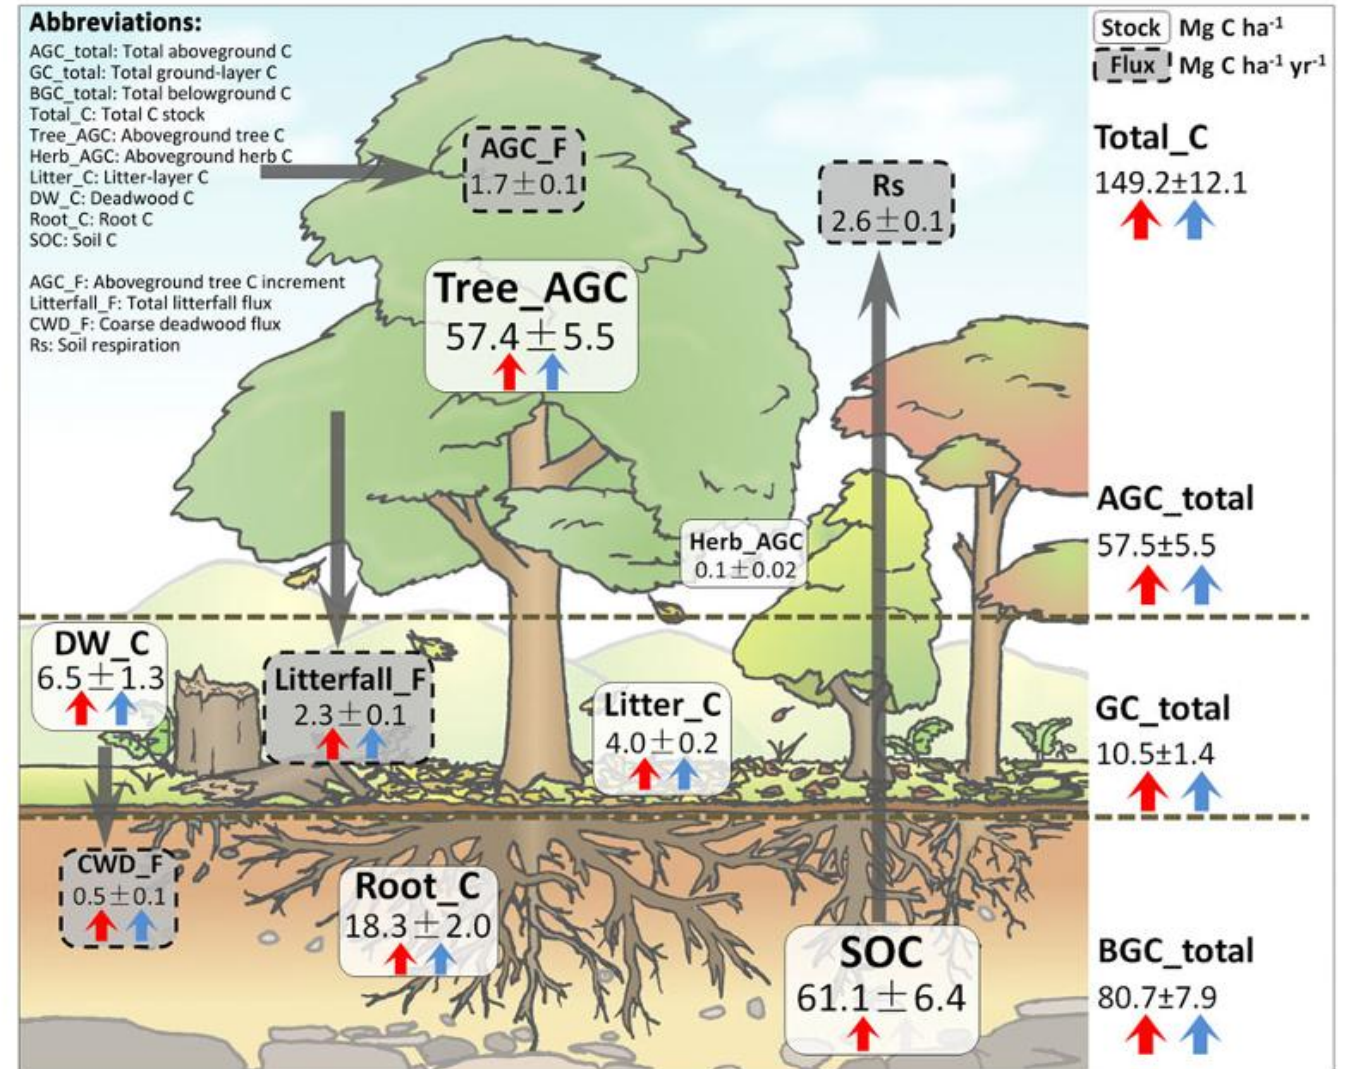 Abbreviations:
AGC_total: Total aboveground C
GC_total: Total ground-layer C
BGC_total: Total belowground C
Total_C: Total C stock
Tree_AGC: Aboveground tree C
Herb_AGC: Aboveground herb C
Litter_C: Litter-layer C
DW_C: Deadwood C
Root_C: Root C
SOC: Soil C
AGC_F: Aboveground tree C increment
Litterfall_F: Total litterfall flux
CWD_F: Coarse deadwood flux
Rs: Soil respiration
Stock Mg C ha⁻¹
Flux Mg C ha⁻¹ yr⁻¹
Total_C
149.2±12.1
AGC_F
1.7±0.1
Rs
2.6±0.1
Tree_AGC
57.4±5.5
AGC_total
57.5±5.5
Herb_AGC
0.1±0.02
DW_C
6.5±1.3
Litterfall_F
2.3±0.1
Litter_C
4.0±0.2
GC_total
10.5±1.4
CWD_F
0.5±0.1
Root_C
18.3±2.0
SOC
61.1±6.4
BGC_total
80.7±7.9